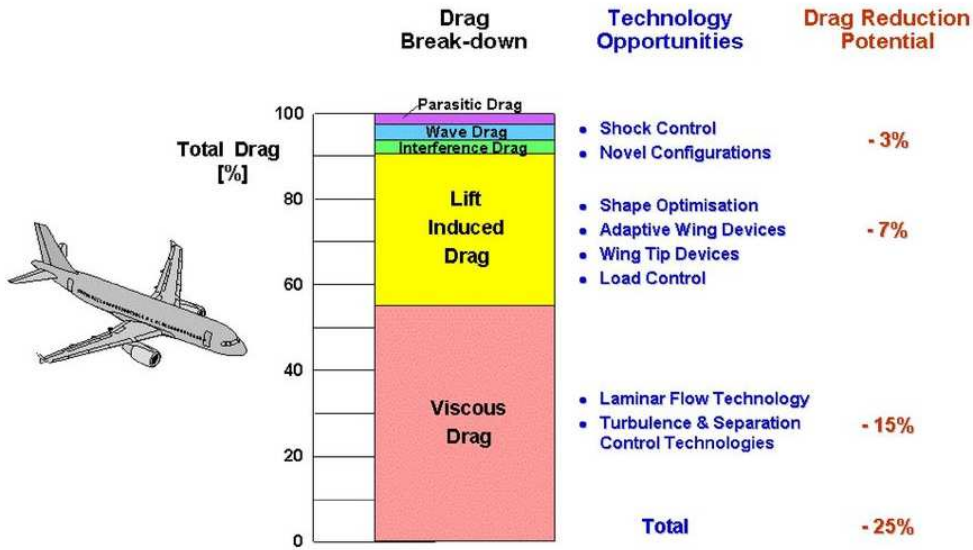 Drag
Break-down
Technology
Opportunities
Drag Reduction
Potential
Total Drag
[%]
100
80
60
40
20
0
Parasitic Drag
Wave Drag
Interference Drag
Lift
Induced
Drag
Viscous
Drag
• Shock Control
• Novel Configurations
- 3%
• Shape Optimisation
• Adaptive Wing Devices
• Wing Tip Devices
• Load Control
- 7%
• Laminar Flow Technology
• Turbulence & Separation
Control Technologies
- 15%
Total
- 25%